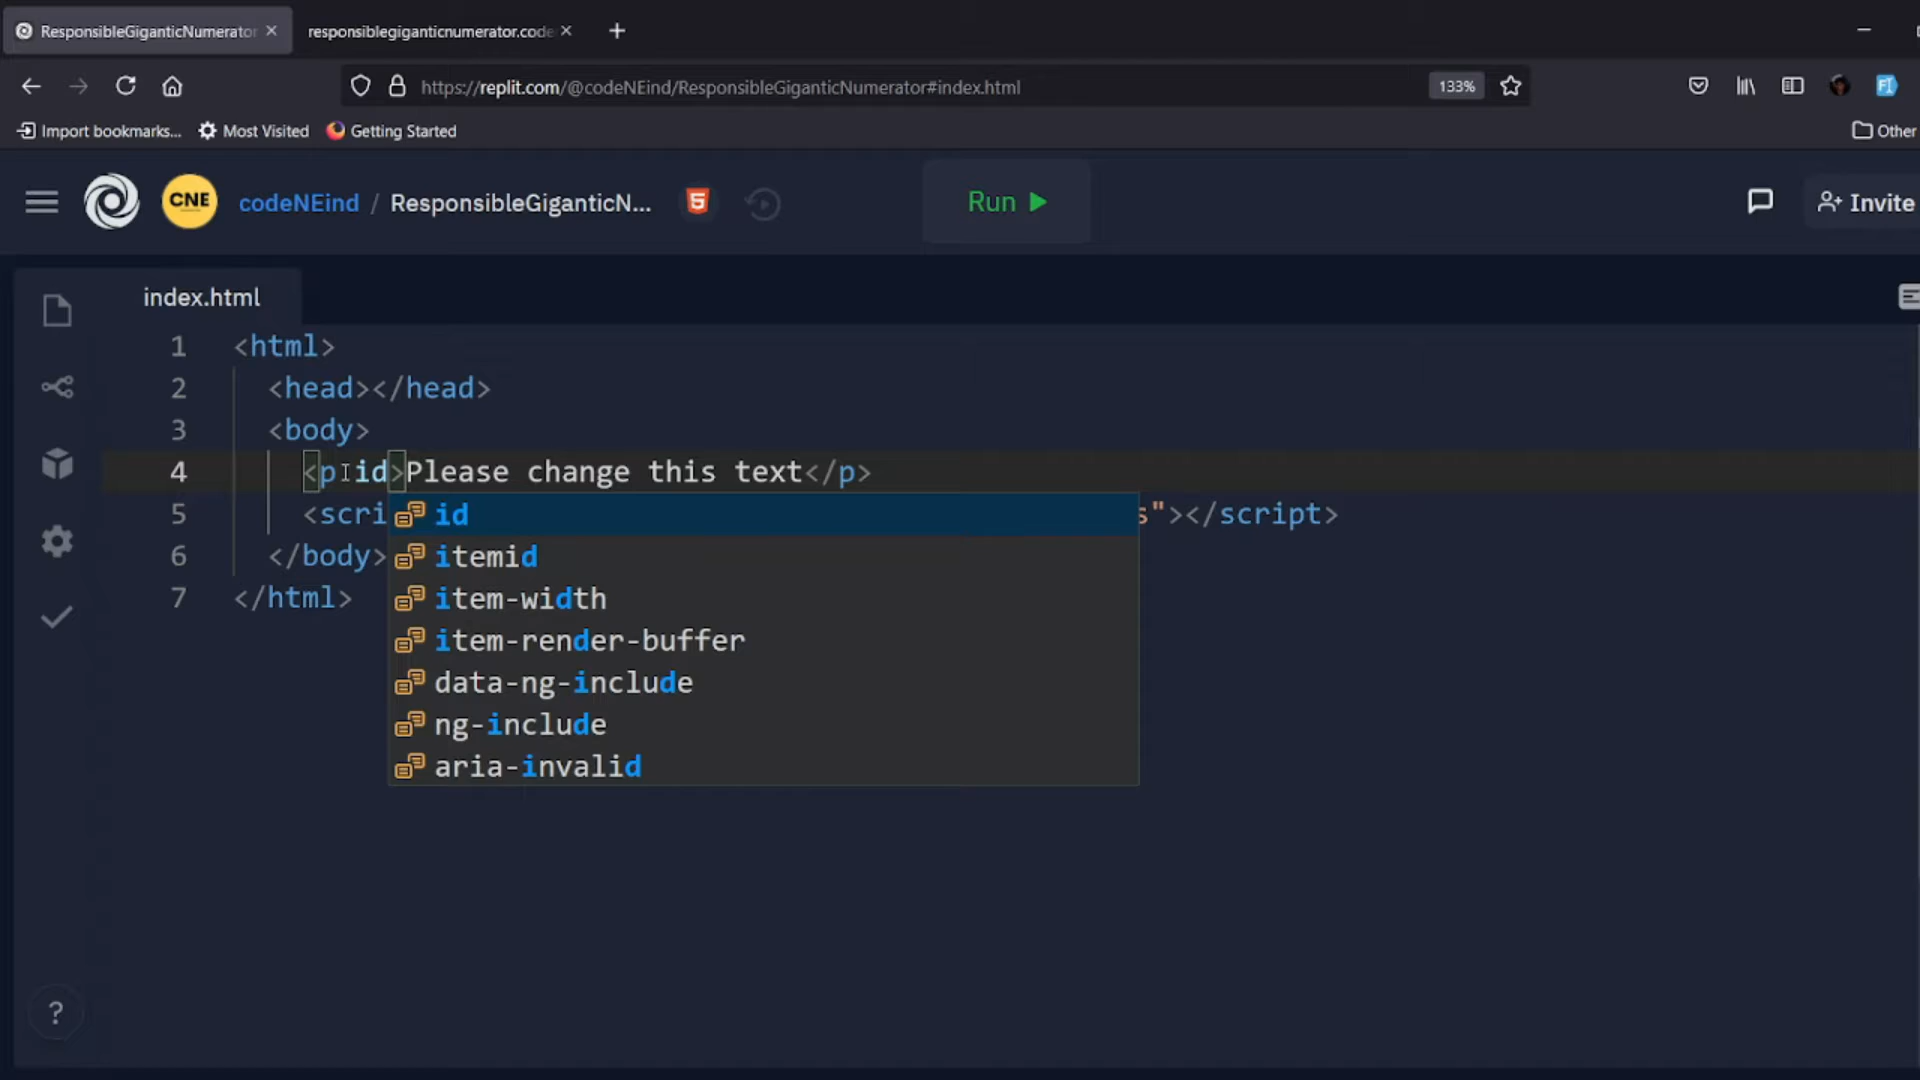 ResponsibleGiganticNumerator
responsiblegiganticnumerator.code
https://replit.com/@codeNEind/ResponsibleGiganticNumerator#index.html
133%
Import bookmarks...
Most Visited
Getting Started
Other
CNE
codeNEind / ResponsibleGiganticN...
5
Run
Invite
index.html
1 <html>
2 <head></head>
3 <body>
4 <p id>Please change this text</p>
5 <scri s"></script>
6 </body>
7 </html>
id
itemid
item-width
item-render-buffer
data-ng-include
ng-include
aria-invalid
?